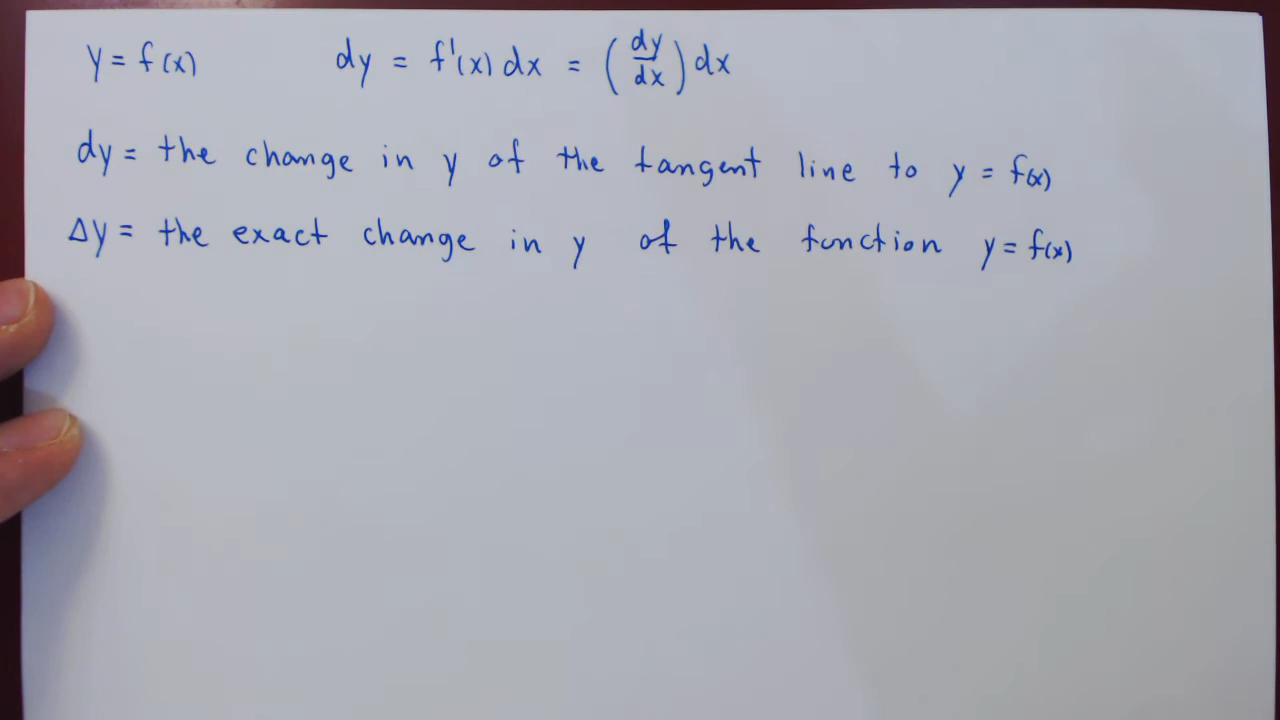 y = f(x) dy = f'(x) dx = (dy/dx) dx
dy = the change in y of the tangent line to y = f(x)
Δy = the exact change in y of the function y = f(x)